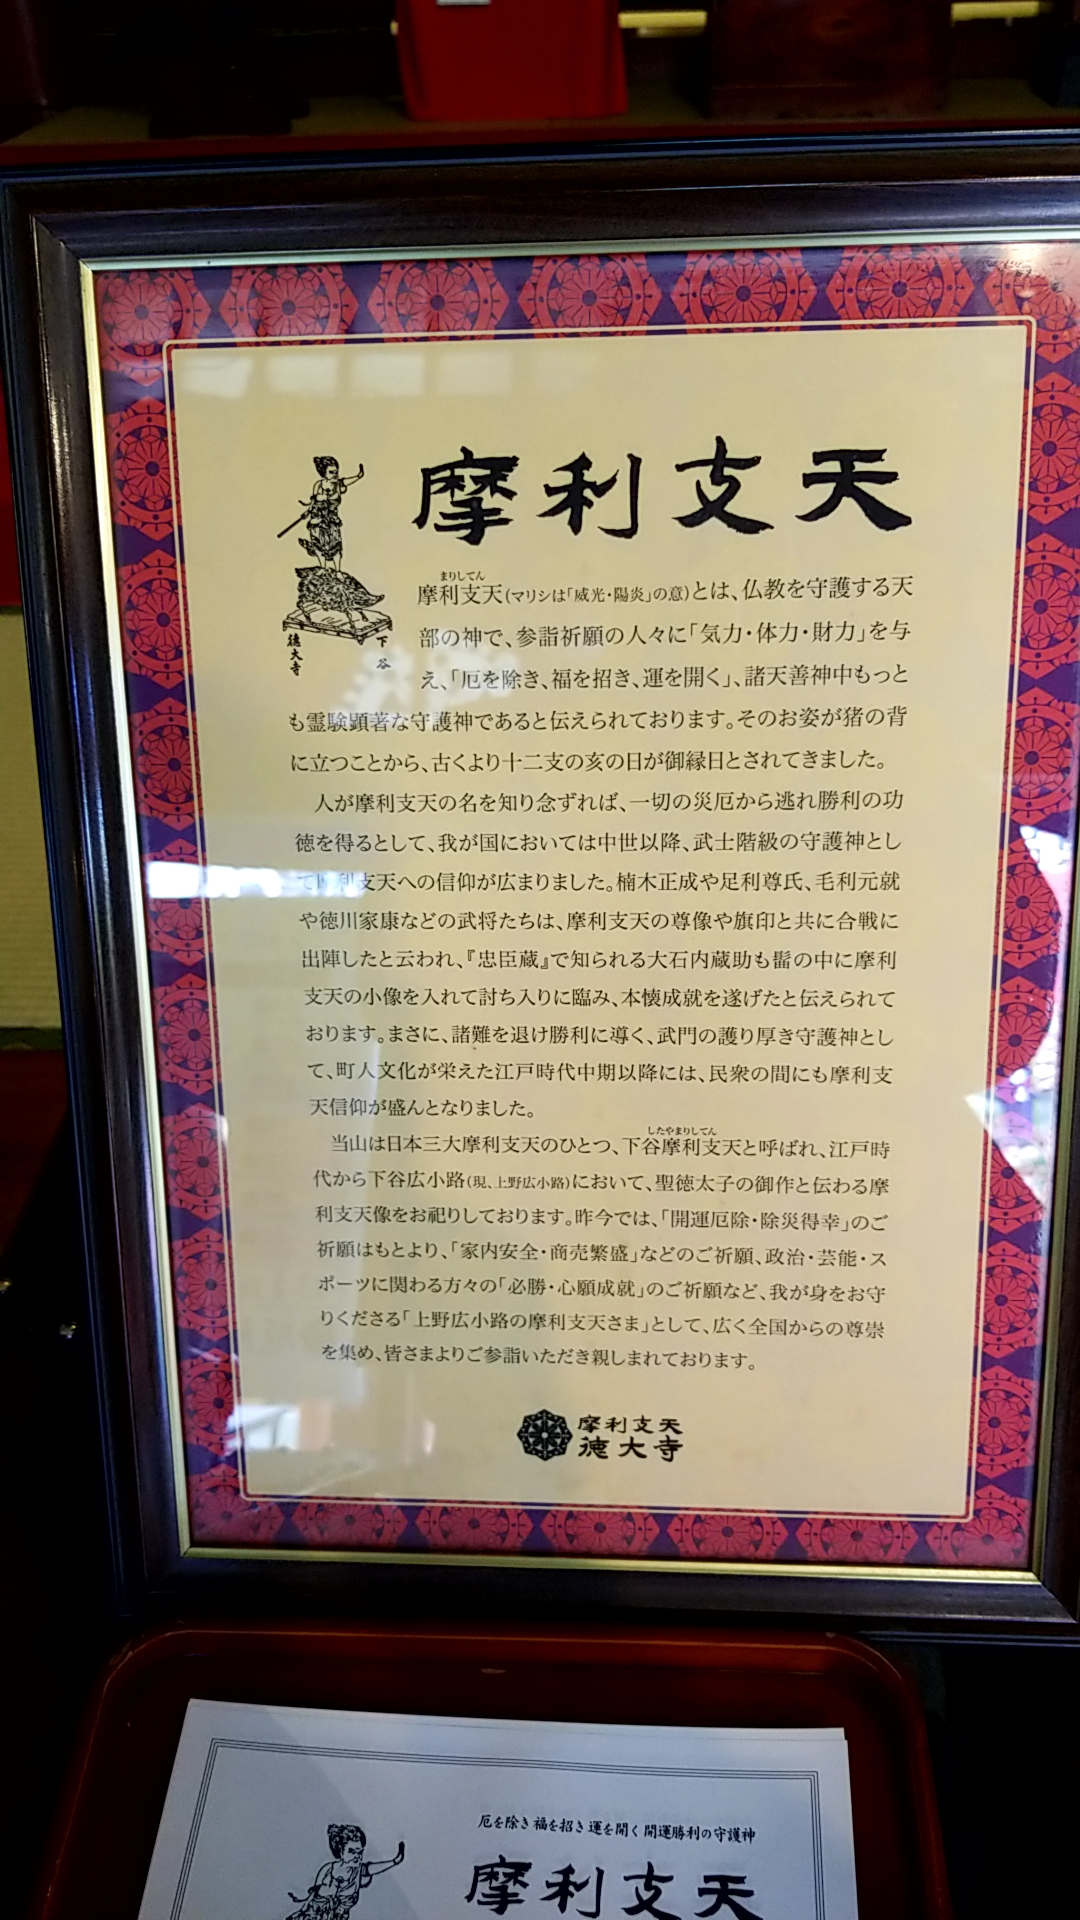 摩利支天
下谷
徳大寺
まりしてん
摩利支天(マリシは「威光・陽炎」の意)とは、仏教を守護する天
部の神で、参詣祈願の人々に「気力・体力・財力」を与
え、「厄を除き、福を招き、運を開く」、諸天善神中もっと
も霊験顕著な守護神であると伝えられております。そのお姿が猪の背
に立つことから、古くより十二支の亥の日が御縁日とされてきました。
人が摩利支天の名を知り念ずれば、一切の災厄から逃れ勝利の功
徳を得るとして、我が国においては中世以降、武士階級の守護神とし
て摩利支天への信仰が広まりました。楠木正成や足利尊氏、毛利元就
や徳川家康などの武将たちは、摩利支天の尊像や旗印と共に合戦に
出陣したと云われ、『忠臣蔵』で知られる大石内蔵助も髷の中に摩利
支天の小像を入れて討ち入りに臨み、本懐成就を遂げたと伝えられて
おります。まさに、諸難を退け勝利に導く、武門の護り厚き守護神とし
て、町人文化が栄えた江戸時代中期以降には、民衆の間にも摩利支
天信仰が盛んとなりました。
したやまりしてん
当山は日本三大摩利支天のひとつ、下谷摩利支天と呼ばれ、江戸時
代から下谷広小路(現、上野広小路)において、聖徳太子の御作と伝わる摩
利支天像をお祀りしております。昨今では、「開運厄除・除災得幸」のご
祈願はもとより、「家内安全・商売繁盛」などのご祈願、政治・芸能・ス
ポーツに関わる方々の「必勝・心願成就」のご祈願など、我が身をお守
りくださる「上野広小路の摩利支天さま」として、広く全国からの尊崇
を集め、皆さまよりご参詣いただき親しまれております。
摩利支天
徳大寺
厄を除き福を招き運を開く開運勝利の守護神
摩利支天